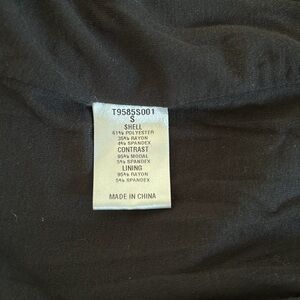 T9585S001
S
SHELL
61% POLYESTER
35% RAYON
4% SPANDEX
CONTRAST
95% MODAL
5% SPANDEX
LINING
95% RAYON
5% SPANDEX
MADE IN CHINA